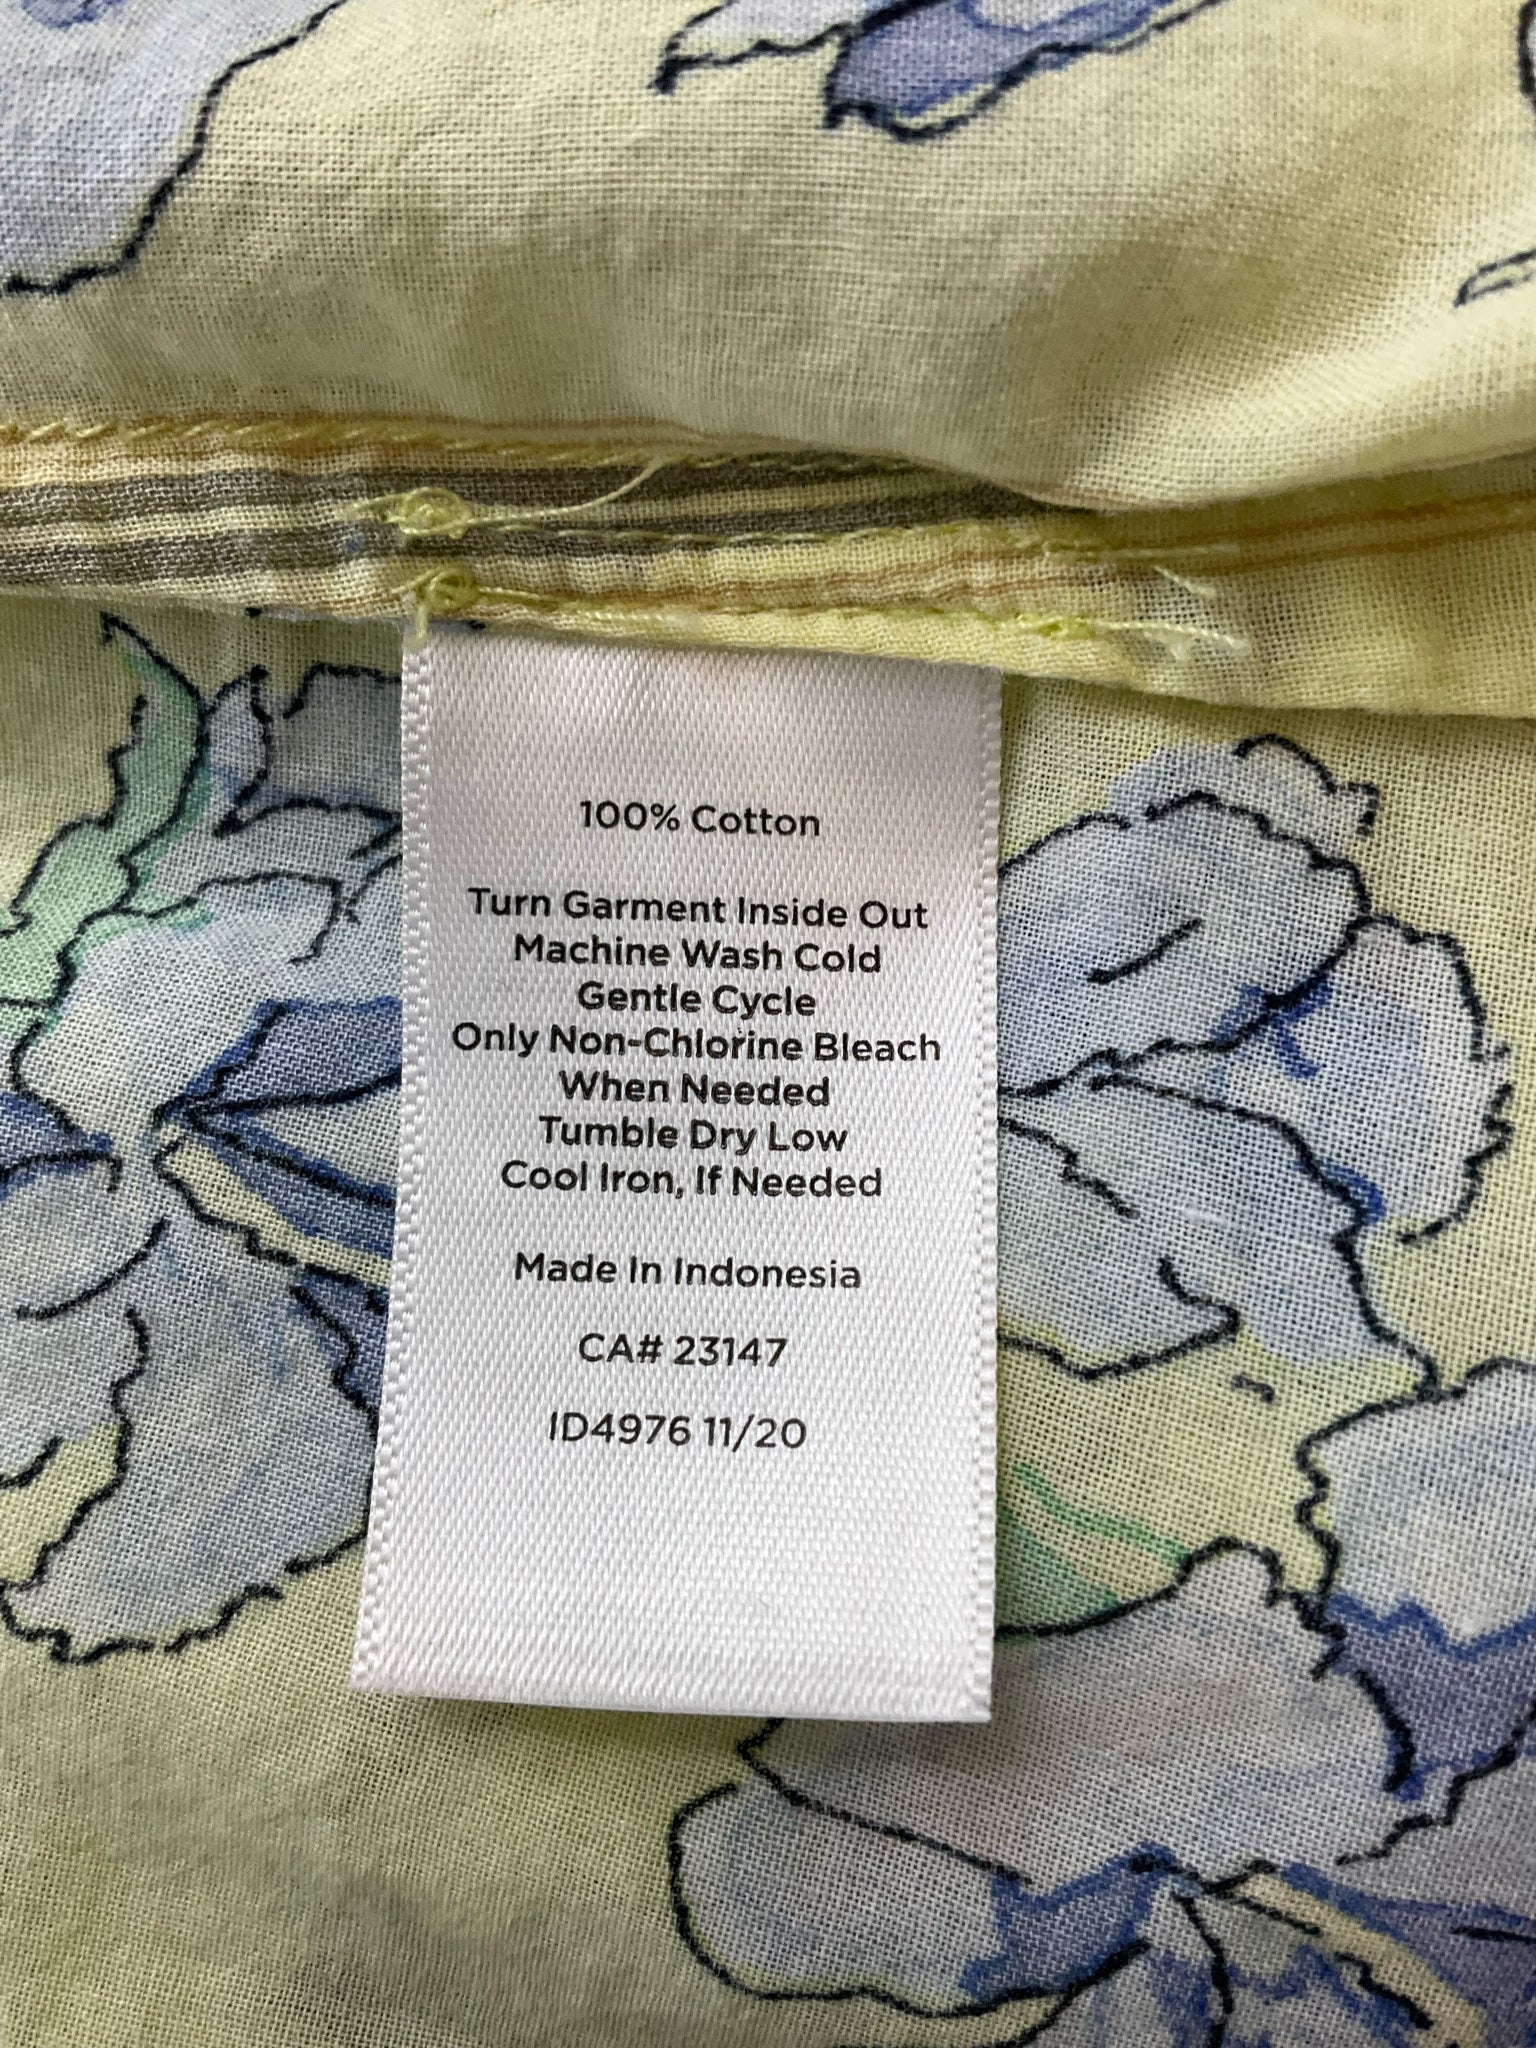 100% Cotton
Turn Garment Inside Out
Machine Wash Cold
Gentle Cycle
Only Non-Chlorine Bleach
When Needed
Tumble Dry Low
Cool Iron, If Needed
Made In Indonesia
CA# 23147
ID4976 11/20